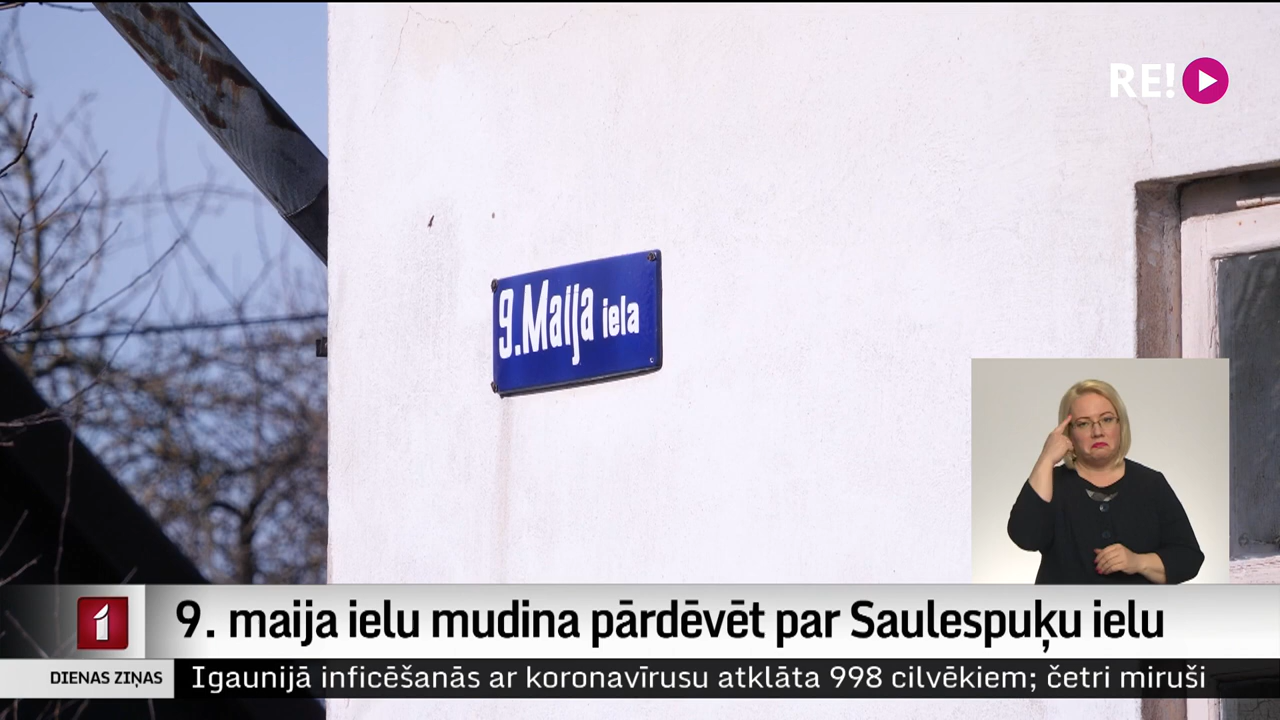 RE!
9. Maija iela
9. maija ielu mudina pārdēvēt par Saulespuķu ielu
1
DIENAS ZIŅAS
Igaunijā inficēšanās ar koronavīrusu atklāta 998 cilvēkiem; četri miruši